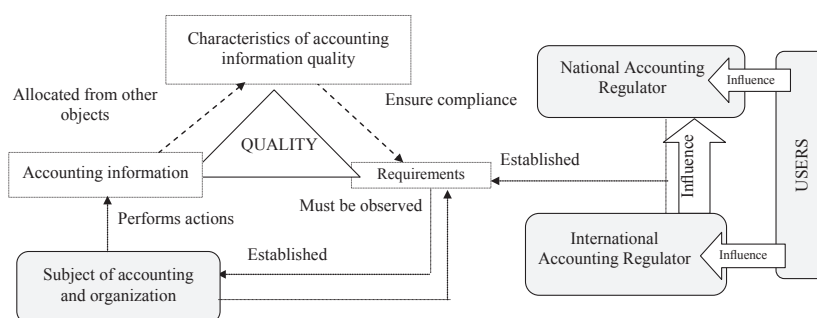 Characteristics of accounting
information quality
Allocated from other
objects
Ensure compliance
QUALITY
Accounting information
Requirements
Performs actions
Must be observed
Established
Subject of accounting
and organization
National Accounting
Regulator
Influence
Established
Influence
International
Accounting Regulator
Influence
USERS